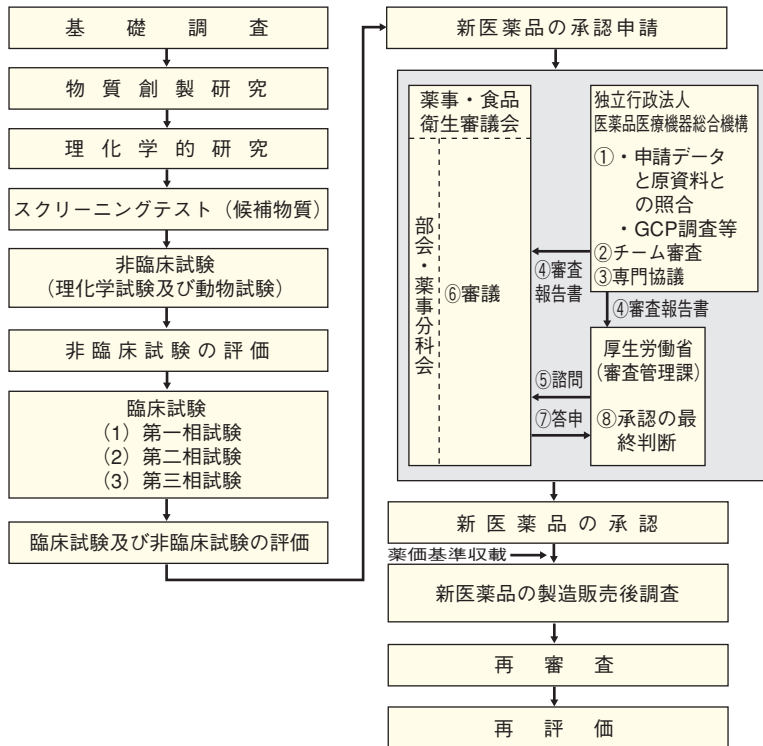 基礎調査
物質創製研究
理化学的研究
スクリーニングテスト（候補物質）
非臨床試験
（理化学試験及び動物試験）
非臨床試験の評価
臨床試験
（1）第一相試験
（2）第二相試験
（3）第三相試験
臨床試験及び非臨床試験の評価
新医薬品の承認申請
薬事・食品
衛生審議会
部会・薬事分科会
⑥審議
独立行政法人
医薬品医療機器総合機構
①・申請データ
と原資料と
の照合
・GCP調査等
②チーム審査
③専門協議
④審査
報告書
④審査報告書
厚生労働省
（審査管理課）
⑤諮問
⑦答申
⑧承認の最
終判断
新医薬品の承認
薬価基準収載
新医薬品の製造販売後調査
再審査
再評価